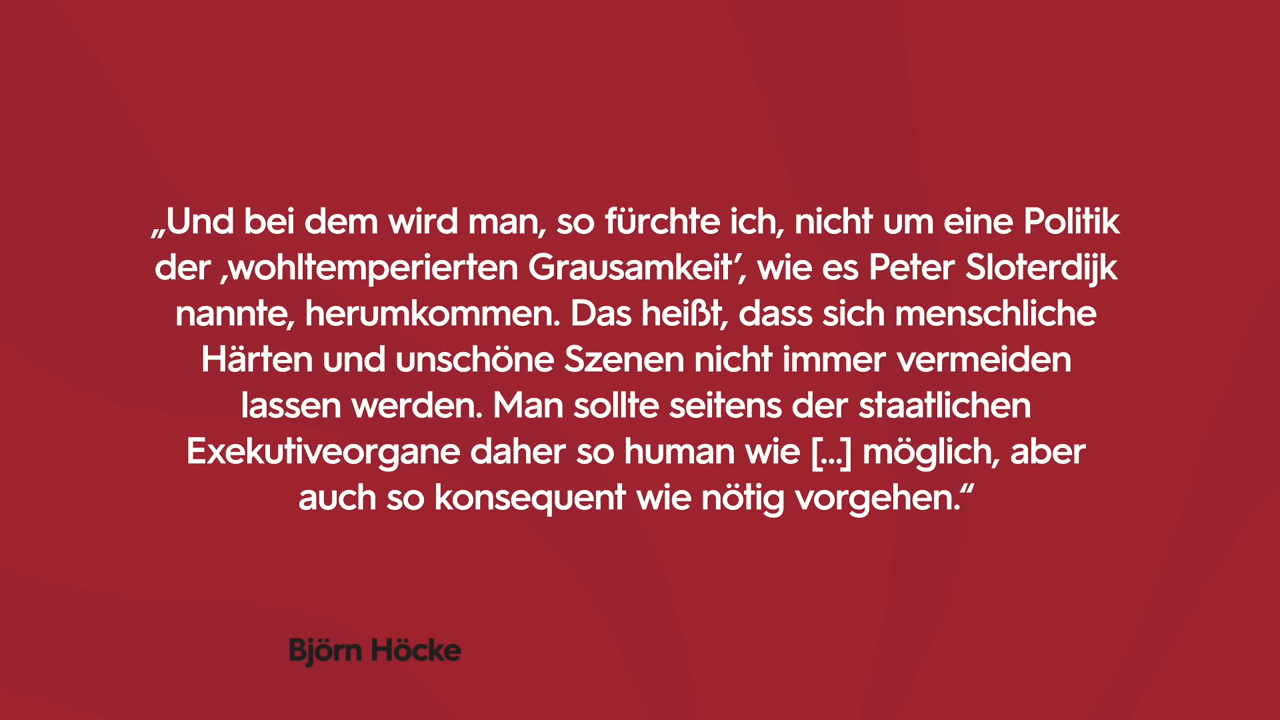 „Und bei dem wird man, so fürchte ich, nicht um eine Politik
der ‚wohltemperierten Grausamkeit’, wie es Peter Sloterdijk
nannte, herumkommen. Das heißt, dass sich menschliche
Härten und unschöne Szenen nicht immer vermeiden
lassen werden. Man sollte seitens der staatlichen
Exekutiveorgane daher so human wie [...] möglich, aber
auch so konsequent wie nötig vorgehen.“
Björn Höcke